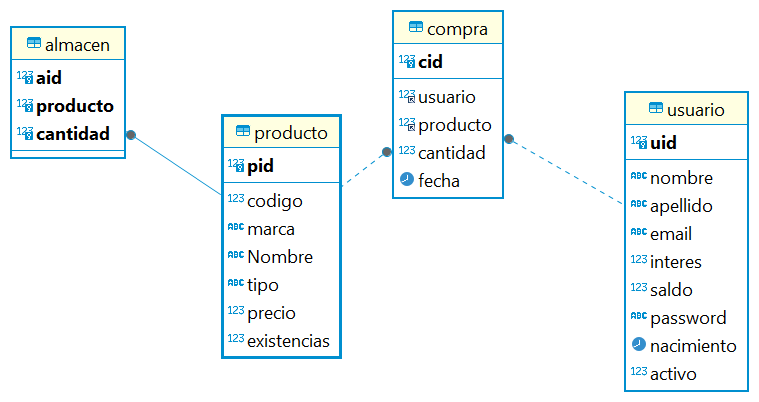 almacen
123 aid
123 producto
123 cantidad
producto
123 pid
123 codigo
ABC marca
ABC Nombre
ABC tipo
123 precio
123 existencias
compra
123 cid
123 usuario
123 producto
123 cantidad
fecha
usuario
123 uid
ABC nombre
ABC apellido
ABC email
123 interes
123 saldo
ABC password
nacimiento
123 activo